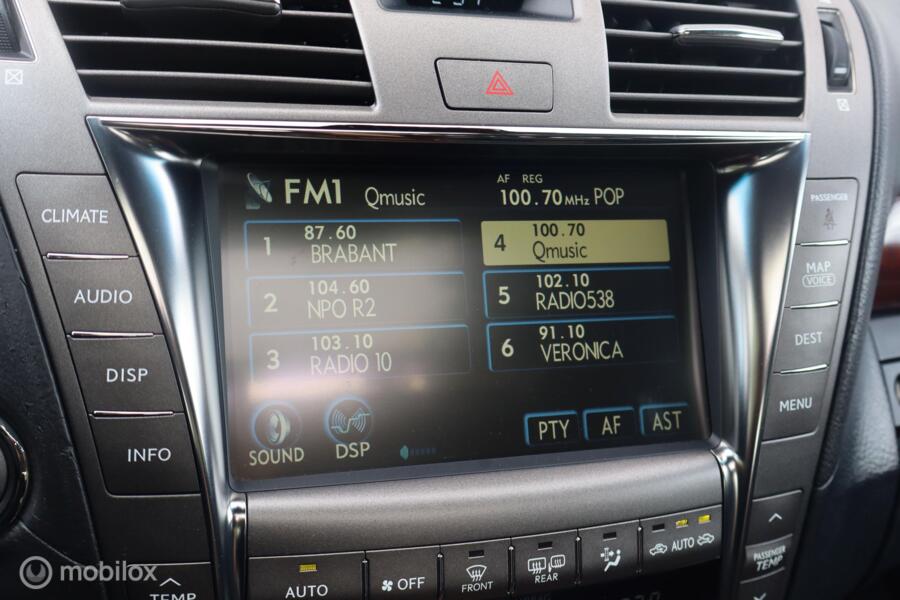 CLIMATE
AUDIO
DISP
INFO
FM1 Qmusic AF REG 100.70MHz POP
1 87.60 BRABANT
2 104.60 NPO R2
3 103.10 RADIO 10
4 100.70 Qmusic
5 102.10 RADIO538
6 91.10 VERONICA
SOUND
DSP
PTY
AF
AST
PASSENGER
MAP
VOICE
DEST
MENU
PASSENGER
TEMP
TEMP
AUTO
OFF
FRONT
REAR
AUTO
mobilox